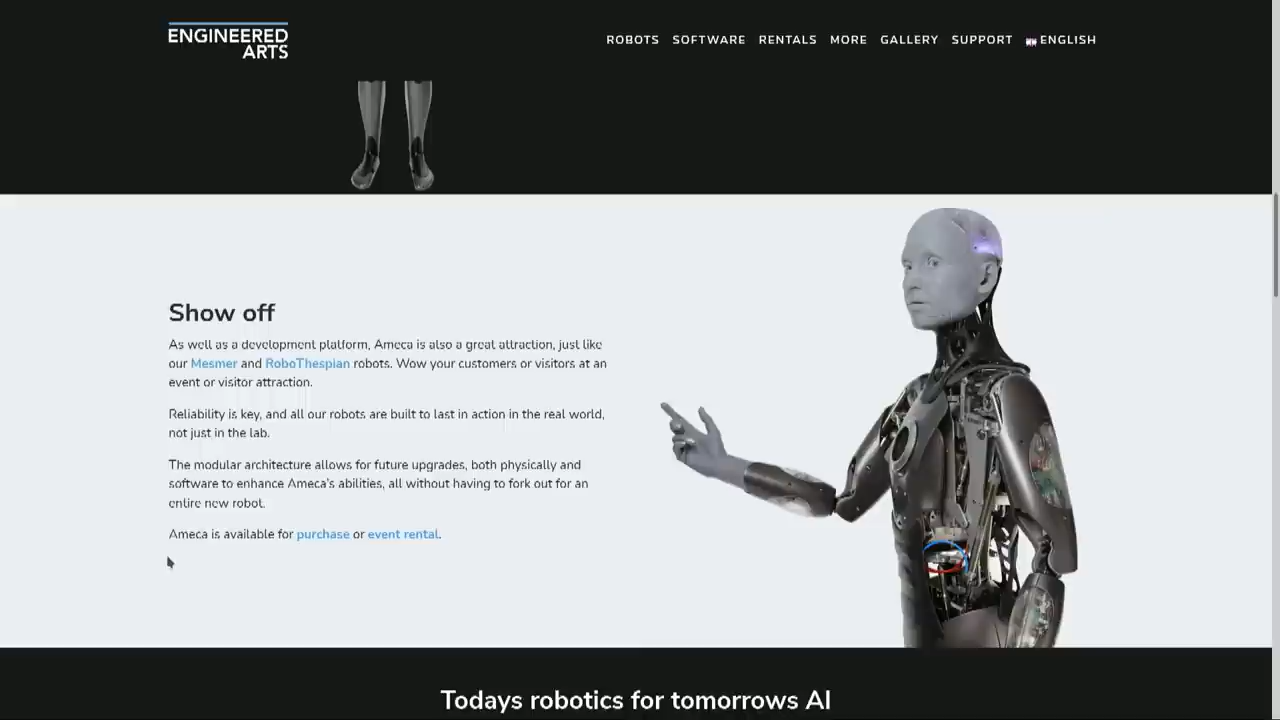 ENGINEERED
ARTS
ROBOTS SOFTWARE RENTALS MORE GALLERY SUPPORT ENGLISH
Show off
As well as a development platform, Ameca is also a great attraction, just like
our Mesmer and RoboThespian robots. Wow your customers or visitors at an
event or visitor attraction.
Reliability is key, and all our robots are built to last in action in the real world,
not just in the lab.
The modular architecture allows for future upgrades, both physically and
software to enhance Ameca's abilities, all without having to fork out for an
entire new robot.
Ameca is available for purchase or event rental.
Todays robotics for tomorrows AI